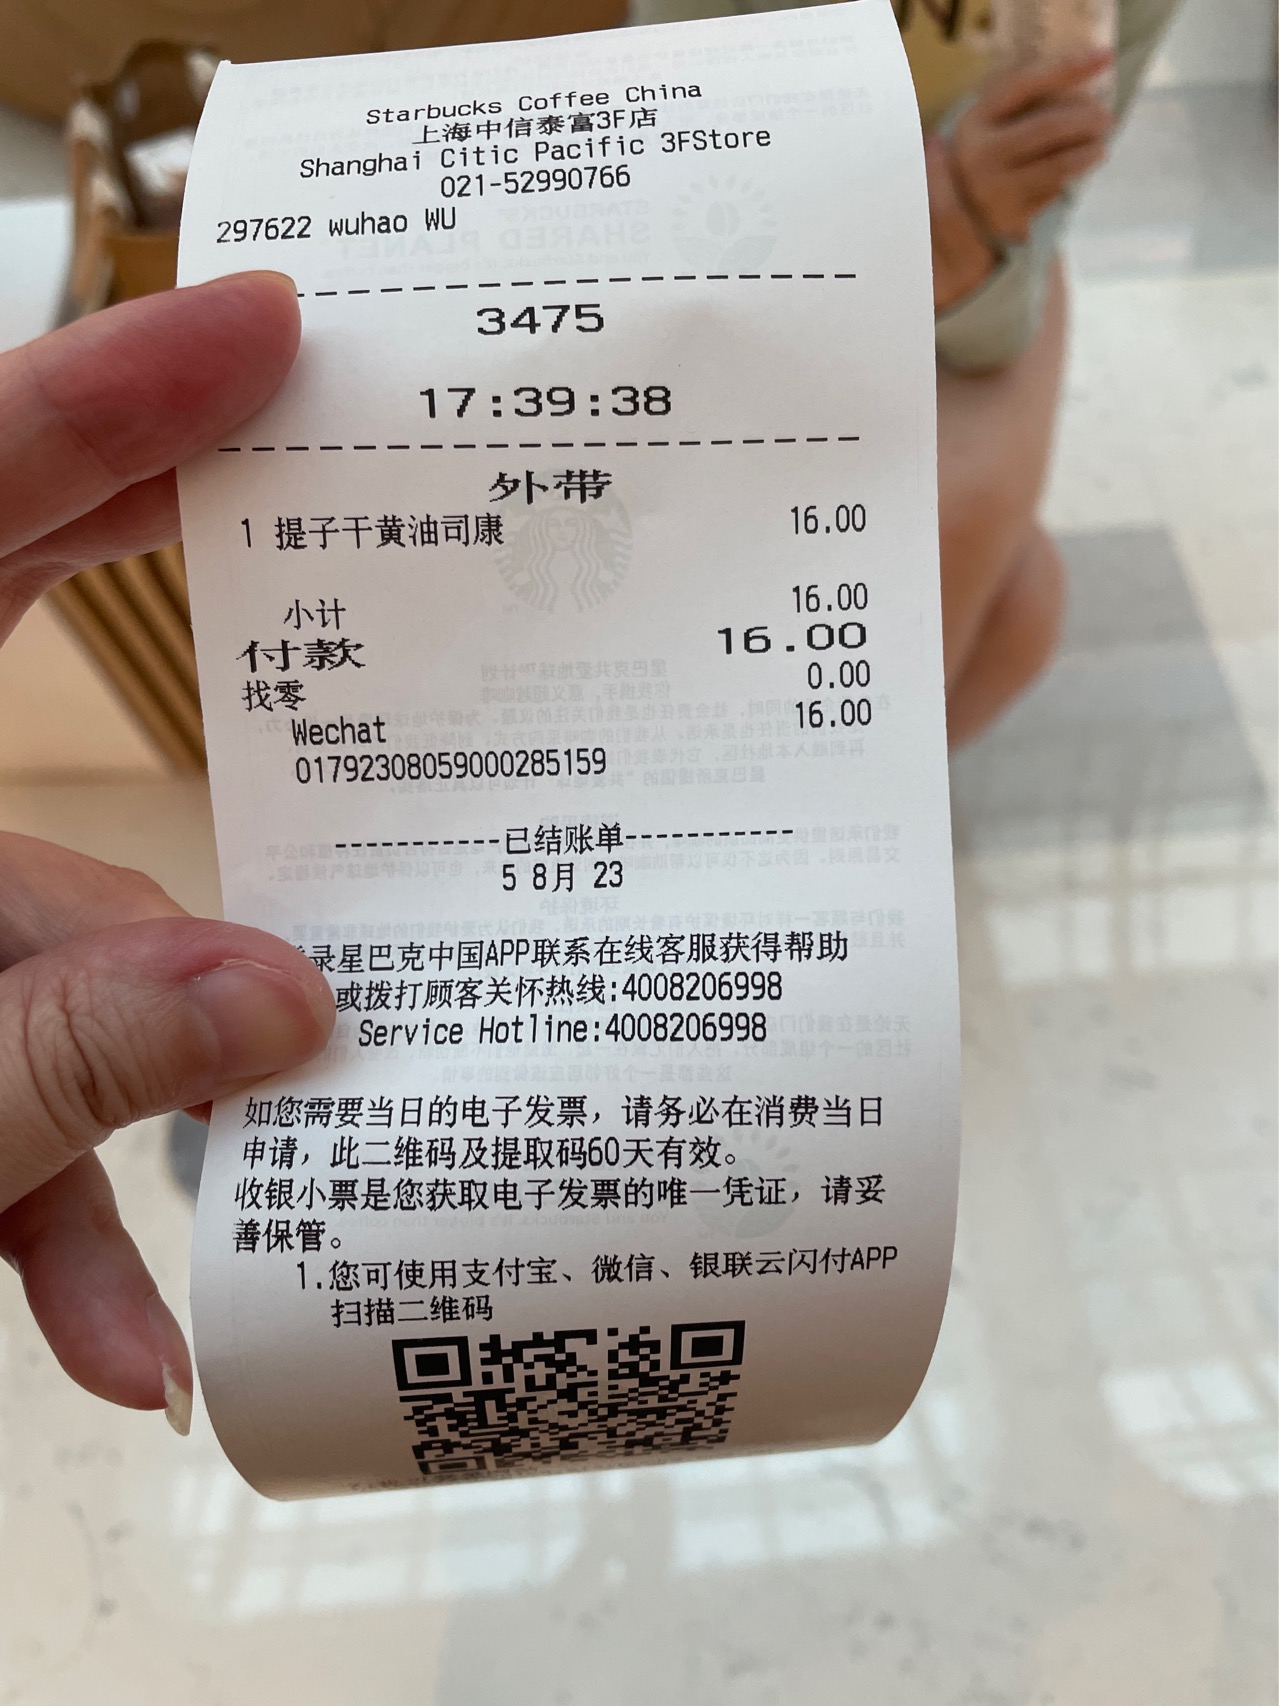 Starbucks Coffee China
上海中信泰富3F店
Shanghai Citic Pacific 3FStore
021-52990766
297622 wuhao WU
3475
17:39:38
外带
1 提子干黄油司康 16.00
小计 16.00
付款 16.00
找零 0.00
Wechat 16.00
01792308059000285159
-----------已结账单-----------
5 8月 23
录星巴克中国APP联系在线客服获得帮助
或拨打顾客关怀热线:4008206998
Service Hotline:4008206998
如您需要当日的电子发票，请务必在消费当日
申请，此二维码及提取码60天有效。
收银小票是您获取电子发票的唯一凭证，请妥
善保管。
1.您可使用支付宝、微信、银联云闪付APP
扫描二维码